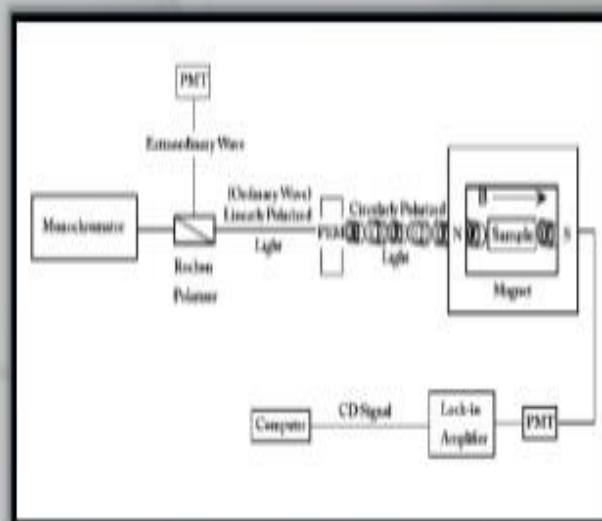 PMT
Extraordinary Wave
Monochromator
Rochon
Polarizer
(Ordinary Wave)
Linearly Polarized
Light
PEM
Circularly Polarized
Light
B
N
Sample
S
Magnet
Computer
CD Signal
Lock-in
Amplifier
PMT